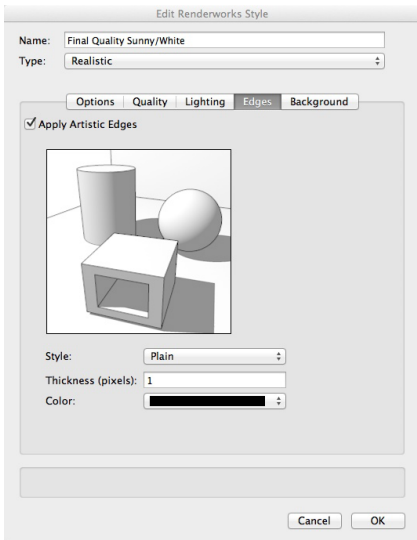 Edit Renderworks Style
Name: Final Quality Sunny/White
Type: Realistic
Options Quality Lighting Edges Background
Apply Artistic Edges
Style: Plain
Thickness (pixels): 1
Color:
Cancel OK